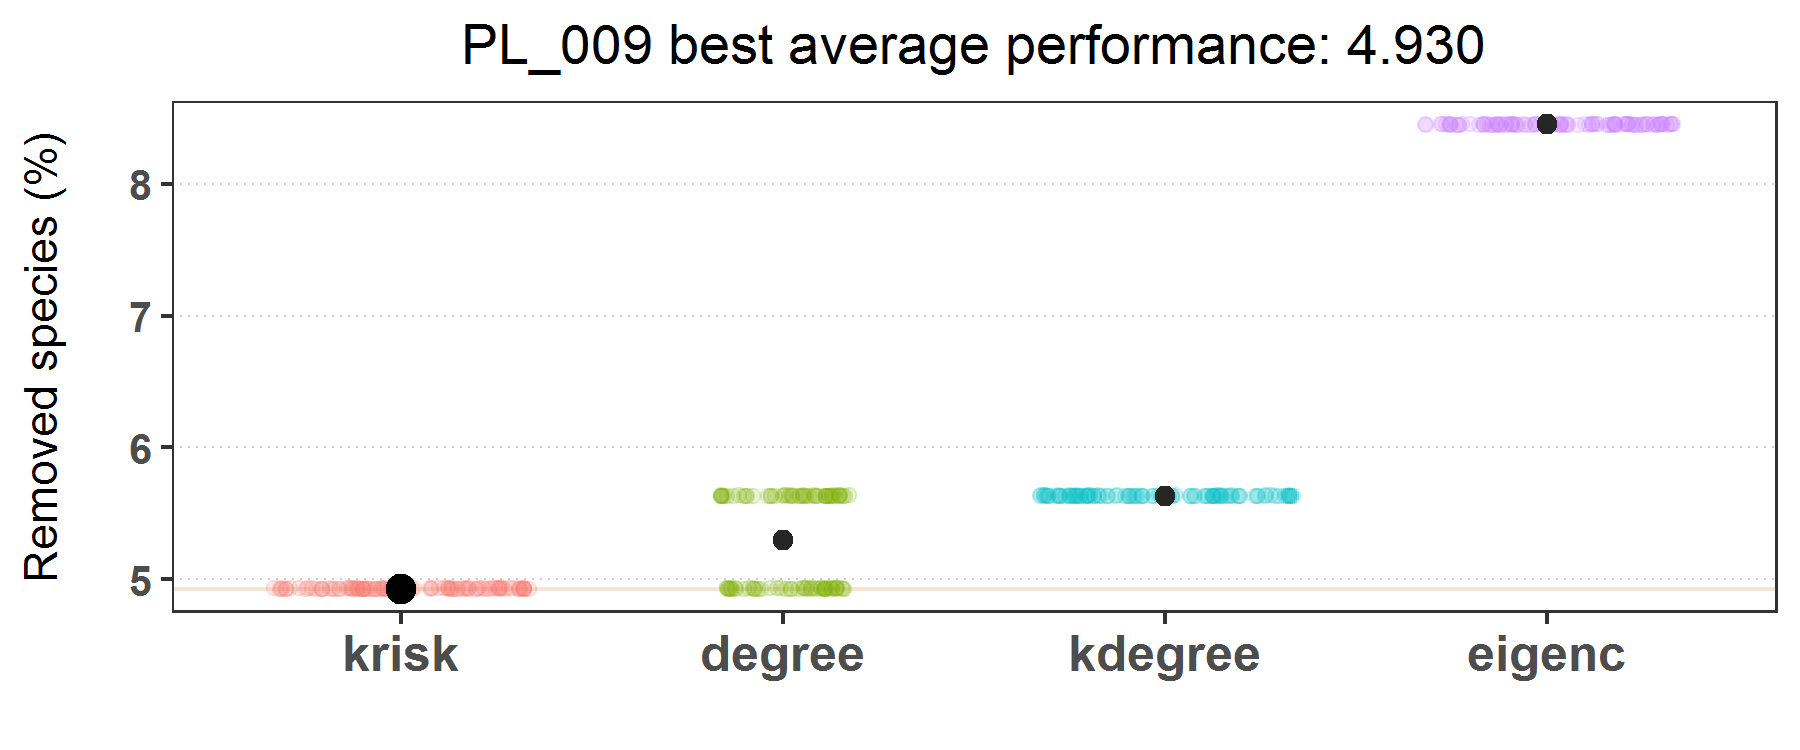 PL_009 best average performance: 4.930
Removed species (%)
8
7
6
5
krisk degree kdegree eigenc